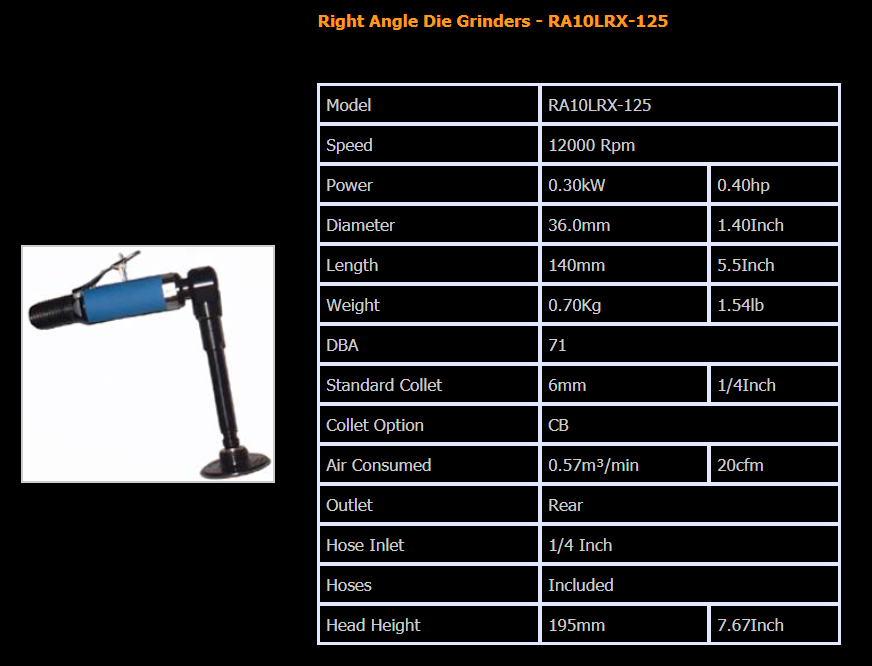 Right Angle Die Grinders - RA10LRX-125
Model RA10LRX-125
Speed 12000 Rpm
Power 0.30kW 0.40hp
Diameter 36.0mm 1.40Inch
Length 140mm 5.5Inch
Weight 0.70Kg 1.54lb
DBA 71
Standard Collet 6mm 1/4Inch
Collet Option CB
Air Consumed 0.57m³/min 20cfm
Outlet Rear
Hose Inlet 1/4 Inch
Hoses Included
Head Height 195mm 7.67Inch